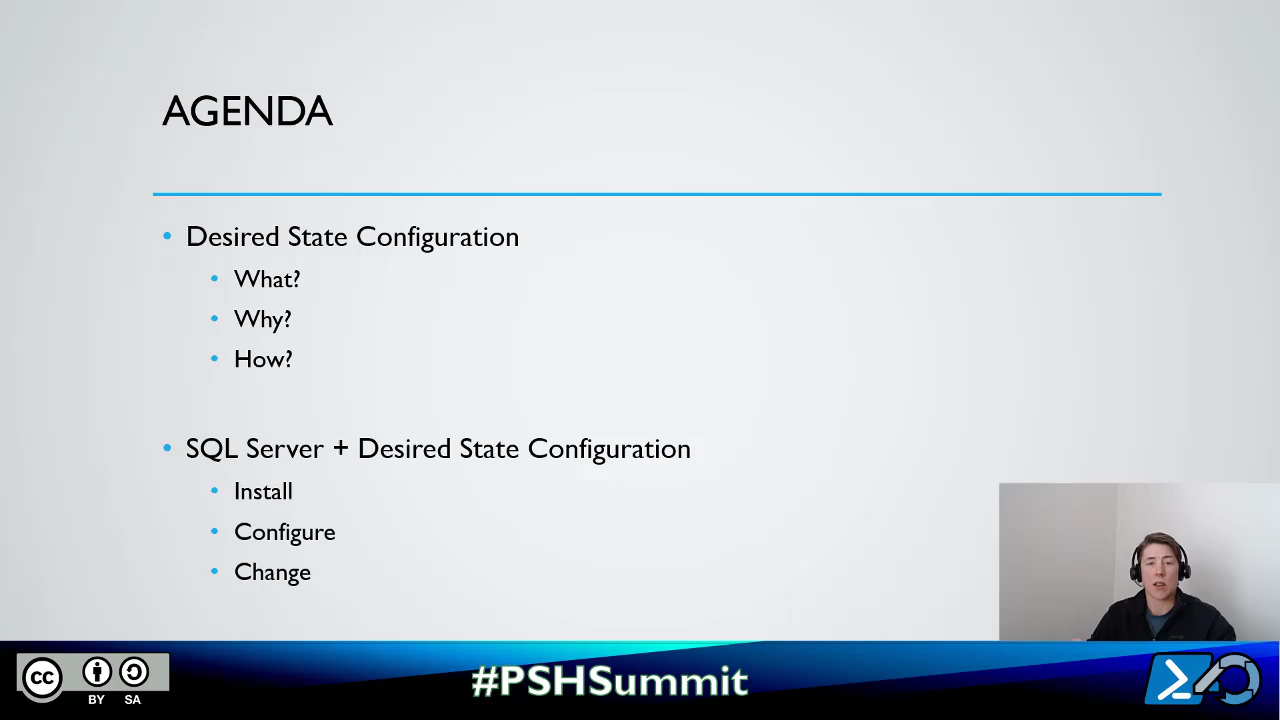 AGENDA
Desired State Configuration
What?
Why?
How?
SQL Server + Desired State Configuration
Install
Configure
Change
cc
BY SA
#PSHSummit